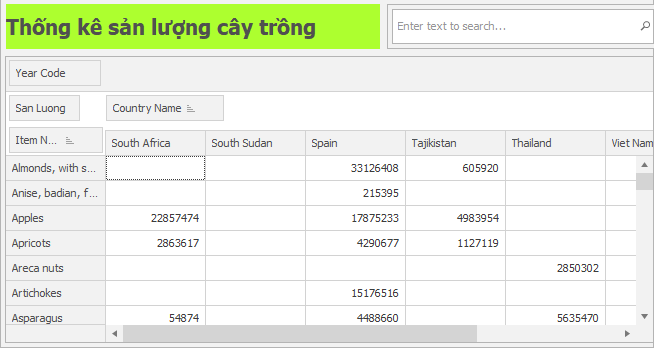 Thống kê sản lượng cây trồng
Enter text to search...
Year Code
San Luong Country Name
Item N...
South Africa South Sudan Spain Tajikistan Thailand Viet Nam
Almonds, with s... 33126408 605920
Anise, badian, f... 215395
Apples 22857474 17875233 4983954
Apricots 2863617 4290677 1127119
Areca nuts 2850302
Artichokes 15176516
Asparagus 54874 4488660 5635470